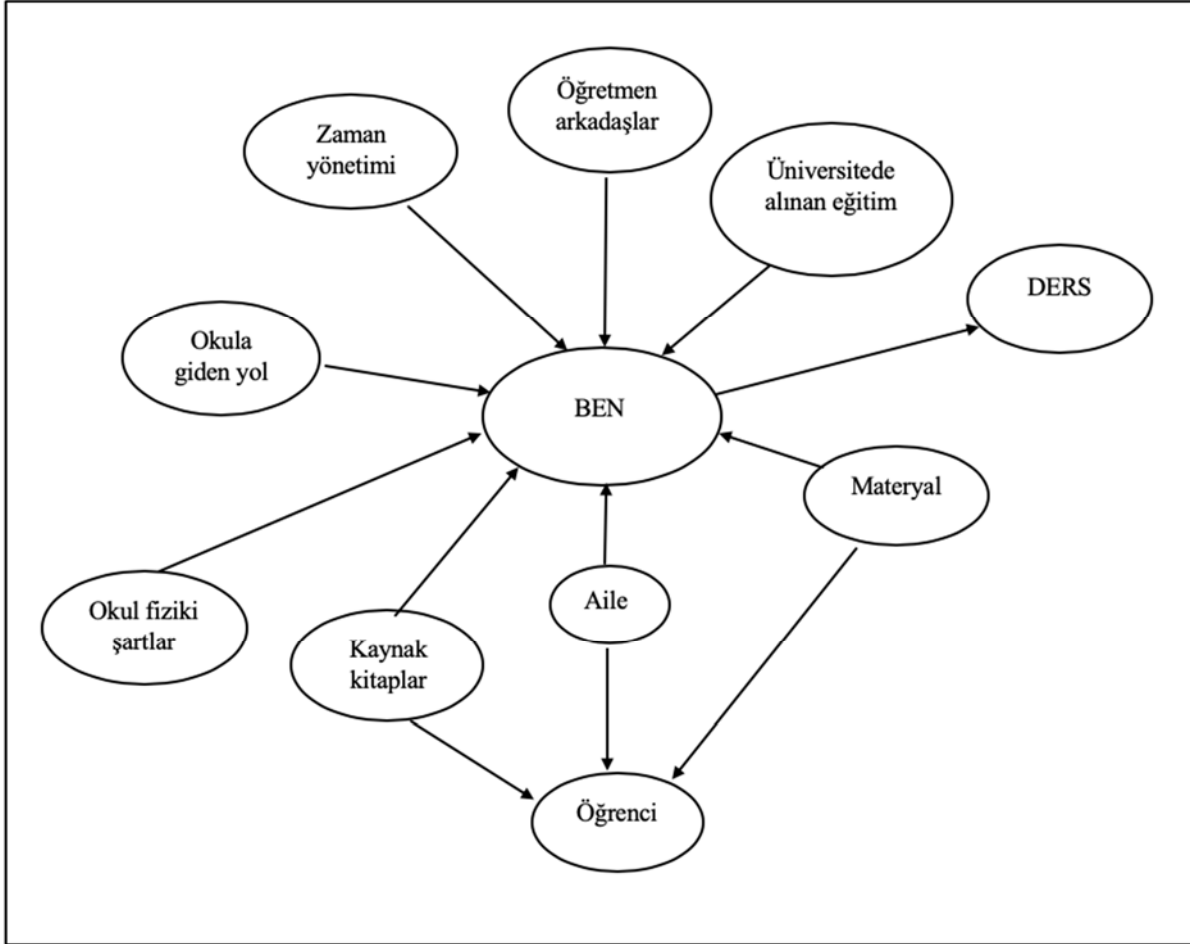 Öğretmen
arkadaşlar
Zaman
yönetimi
Üniversitede
alınan eğitim
DERS
Okula
giden yol
BEN
Materyal
Okul fiziki
şartlar
Aile
Kaynak
kitaplar
Öğrenci